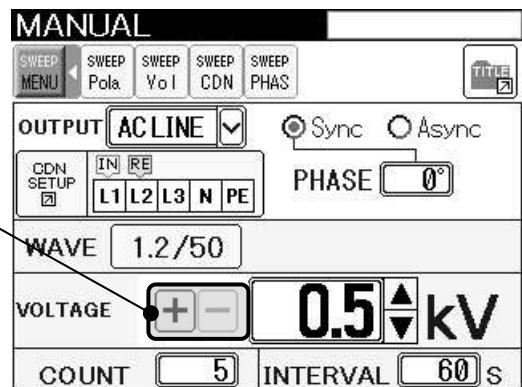 MANUAL
SWEEP MENU SWEEP Pola. SWEEP Vol SWEEP CDN SWEEP PHAS TITLE
OUTPUT AC LINE Sync Async
CDN SETUP IN RE L1 L2 L3 N PE PHASE 0°
WAVE 1.2/50
VOLTAGE + − 0.5 kV
COUNT 5 INTERVAL 60 s